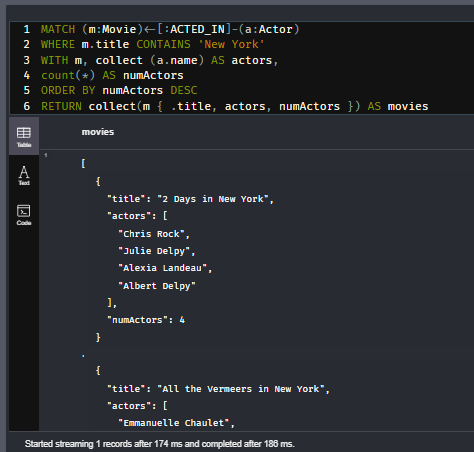 1 MATCH (m:Movie)<-[:ACTED_IN]-(a:Actor)
2 WHERE m.title CONTAINS 'New York'
3 WITH m, collect (a.name) AS actors,
4 count(*) AS numActors
5 ORDER BY numActors DESC
6 RETURN collect(m { .title, actors, numActors }) AS movies
movies
Table
1
[
{
"title": "2 Days in New York",
"actors": [
"Chris Rock",
"Julie Delpy",
"Alexia Landeau",
"Albert Delpy"
],
"numActors": 4
}
,
{
"title": "All the Vermeers in New York",
"actors": [
"Emmanuelle Chaulet",
A
Text
Code
Started streaming 1 records after 174 ms and completed after 186 ms.